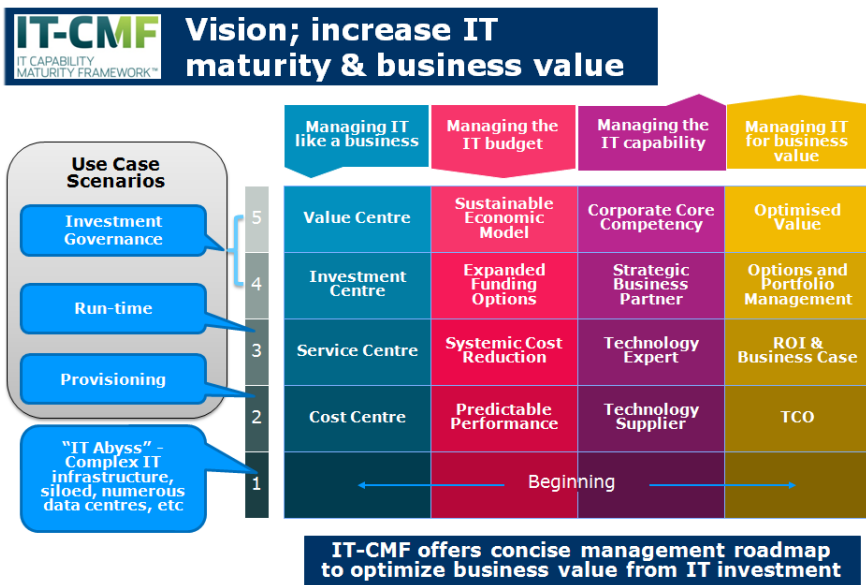 IT-CMF
IT CAPABILITY
MATURITY FRAMEWORK™
Vision; increase IT
maturity & business value
Managing IT
like a business
Managing the
IT budget
Managing the
IT capability
Managing IT
for business
value
Use Case
Scenarios
Investment
Governance
Run-time
Provisioning
"IT Abyss" -
Complex IT
infrastructure,
siloed, numerous
data centres, etc
5
Value Centre
Sustainable
Economic
Model
Corporate Core
Competency
Optimised
Value
4
Investment
Centre
Expanded
Funding
Options
Strategic
Business
Partner
Options and
Portfolio
Management
3
Service Centre
Systemic Cost
Reduction
Technology
Expert
ROI &
Business Case
2
Cost Centre
Predictable
Performance
Technology
Supplier
TCO
1
Beginning
IT-CMF offers concise management roadmap
to optimize business value from IT investment